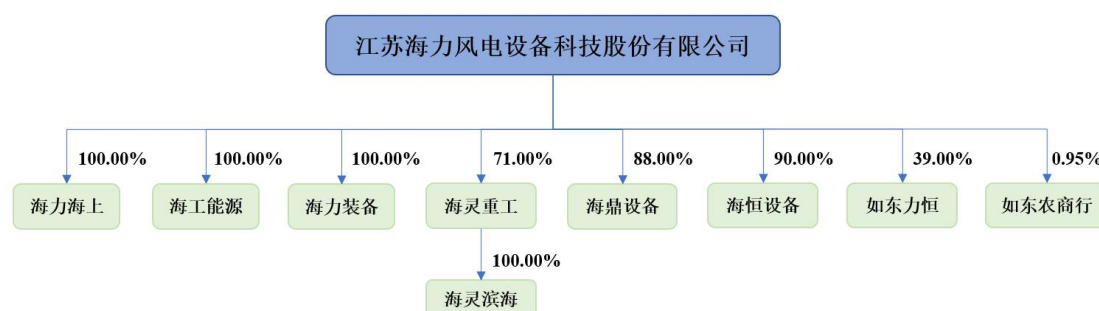 江苏海力风电设备科技股份有限公司
100.00% 100.00% 100.00% 71.00% 88.00% 90.00% 39.00% 0.95%
海力海上 海工能源 海力装备 海灵重工 海鼎设备 海恒设备 如东力恒 如东农商行
100.00%
海灵滨海